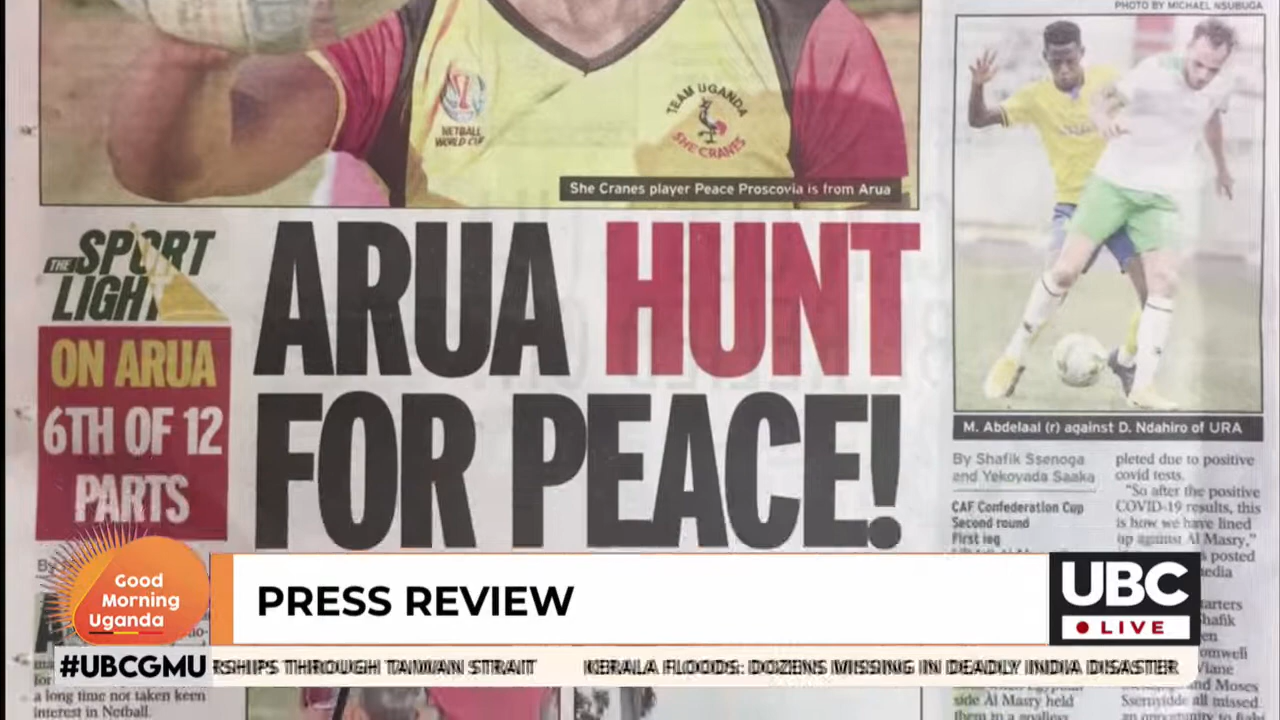 PHOTO BY MICHAEL NSUBUGA
NETBALL
WORLD CUP
TEAM UGANDA
SHE CRANES
She Cranes player Peace Proscovia is from Arua
THE SPORT
LIGHT
ON ARUA
6TH OF 12
PARTS
ARUA HUNT
FOR PEACE!
M. Abdelaal (r) against D. Ndahiro of URA
By Shafik Ssenoga
and Yekoyada Saaka
CAF Confederation Cup
Second round
First leg
pleted due to positive
covid tests.
"So after the positive
COVID-19 results, this
is how we have lined
up against Al Masry,"
posted
side Al Masry held
them in a goalless
and Moses
Ssenyidde all missed
an opportunity to
a long time not taken keen
interest in Netball.
Good
Morning
Uganda
PRESS REVIEW
UBC
LIVE
#UBCGMU
RSHIPS THROUGH TAIWAN STRAIT KERALA FLOODS: DOZENS MISSING IN DEADLY INDIA DISASTER